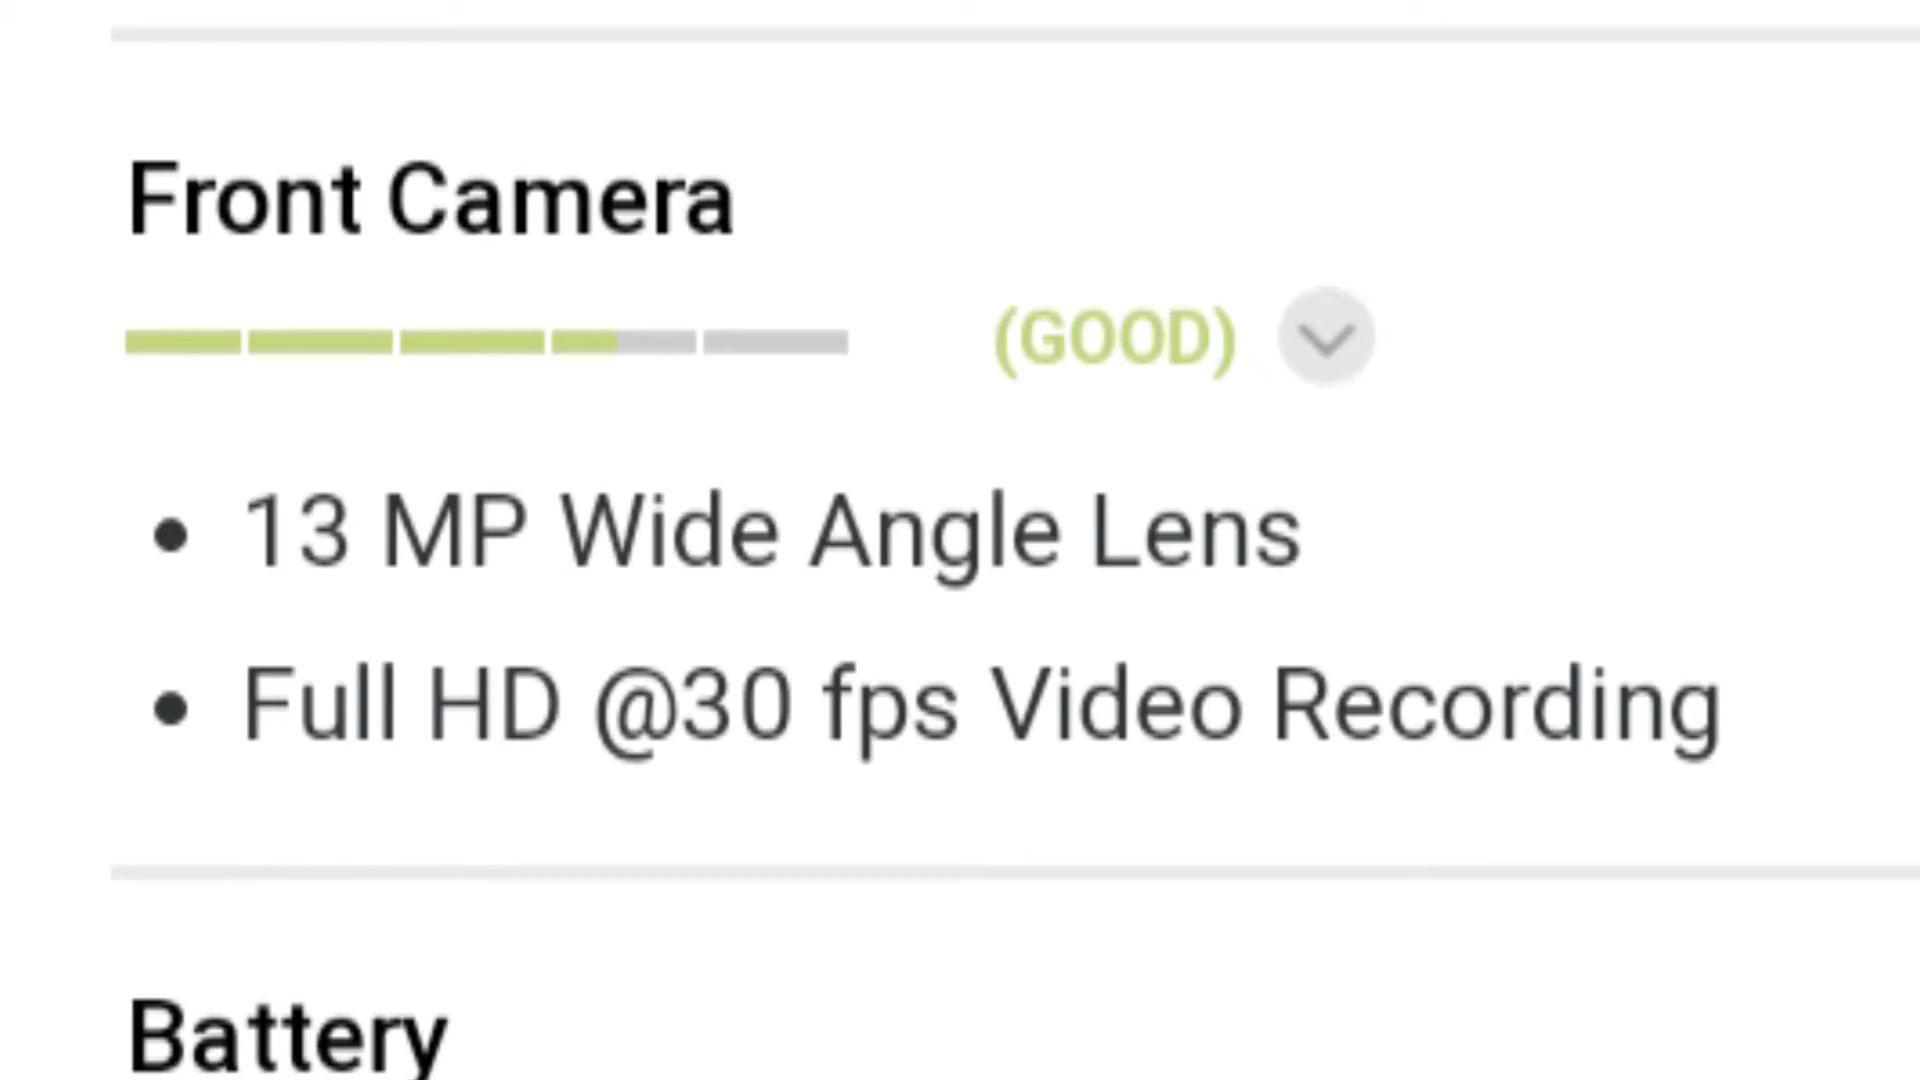 Front Camera
(GOOD)
13 MP Wide Angle Lens
Full HD @30 fps Video Recording
Battery